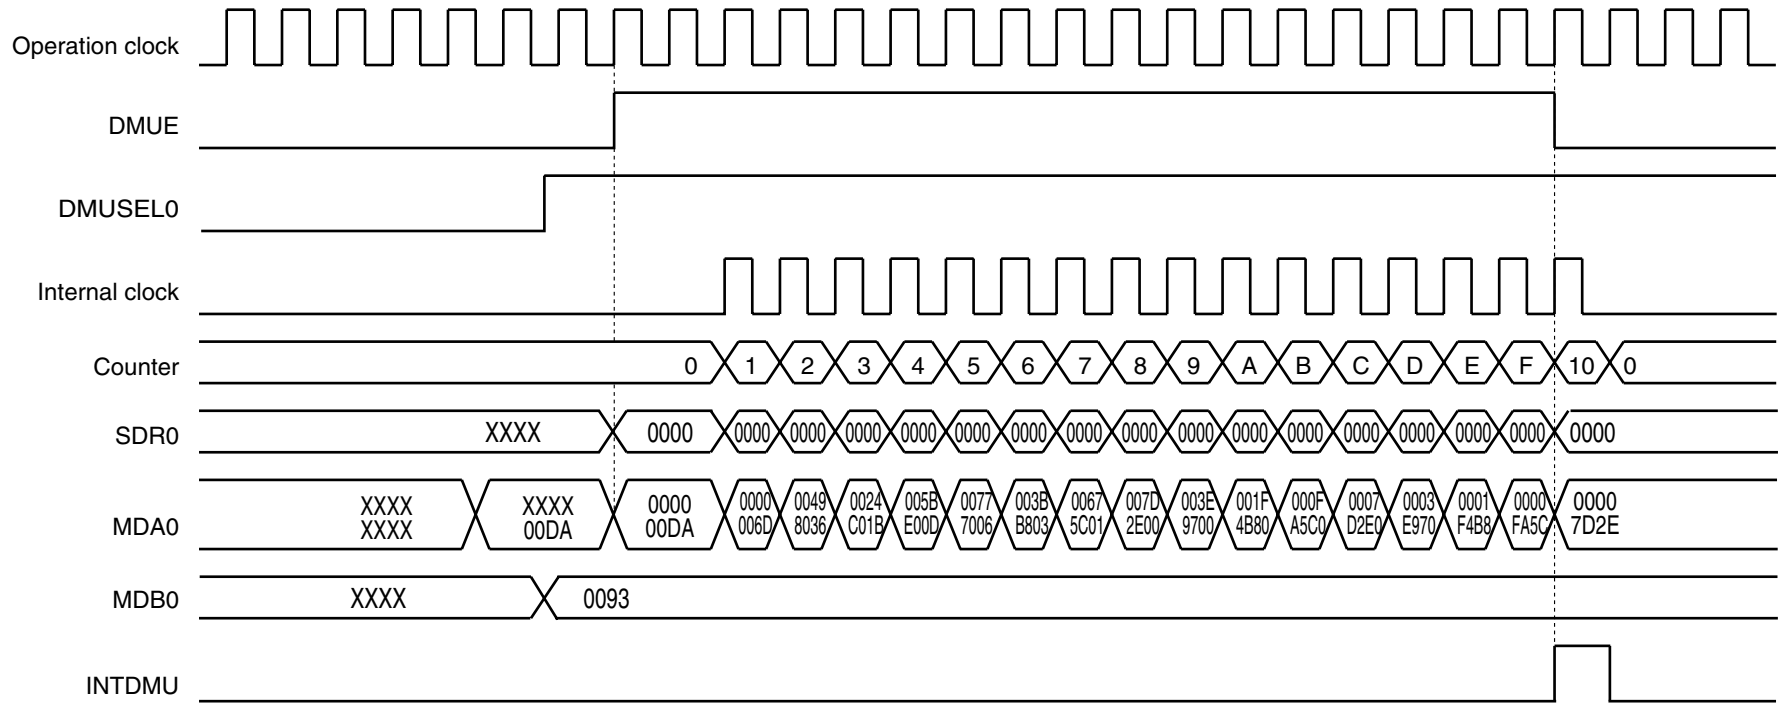 Operation clock
DMUE
DMUSEL0
Internal clock
Counter 0 1 2 3 4 5 6 7 8 9 A B C D E F 10 0
SDR0 XXXX 0000 0000 0000 0000 0000 0000 0000 0000 0000 0000 0000 0000 0000 0000 0000 0000 0000
XXXX XXXX 0000 0000 0049 0024 005B 0077 003B 0067 007D 003E 001F 000F 0007 0003 0001 0000 0000
MDA0
XXXX 00DA 00DA 006D 8036 C01B E00D 7006 B803 5C01 2E00 9700 4B80 A5C0 D2E0 E970 F4B8 FA5C 7D2E
MDB0 XXXX 0093
INTDMU